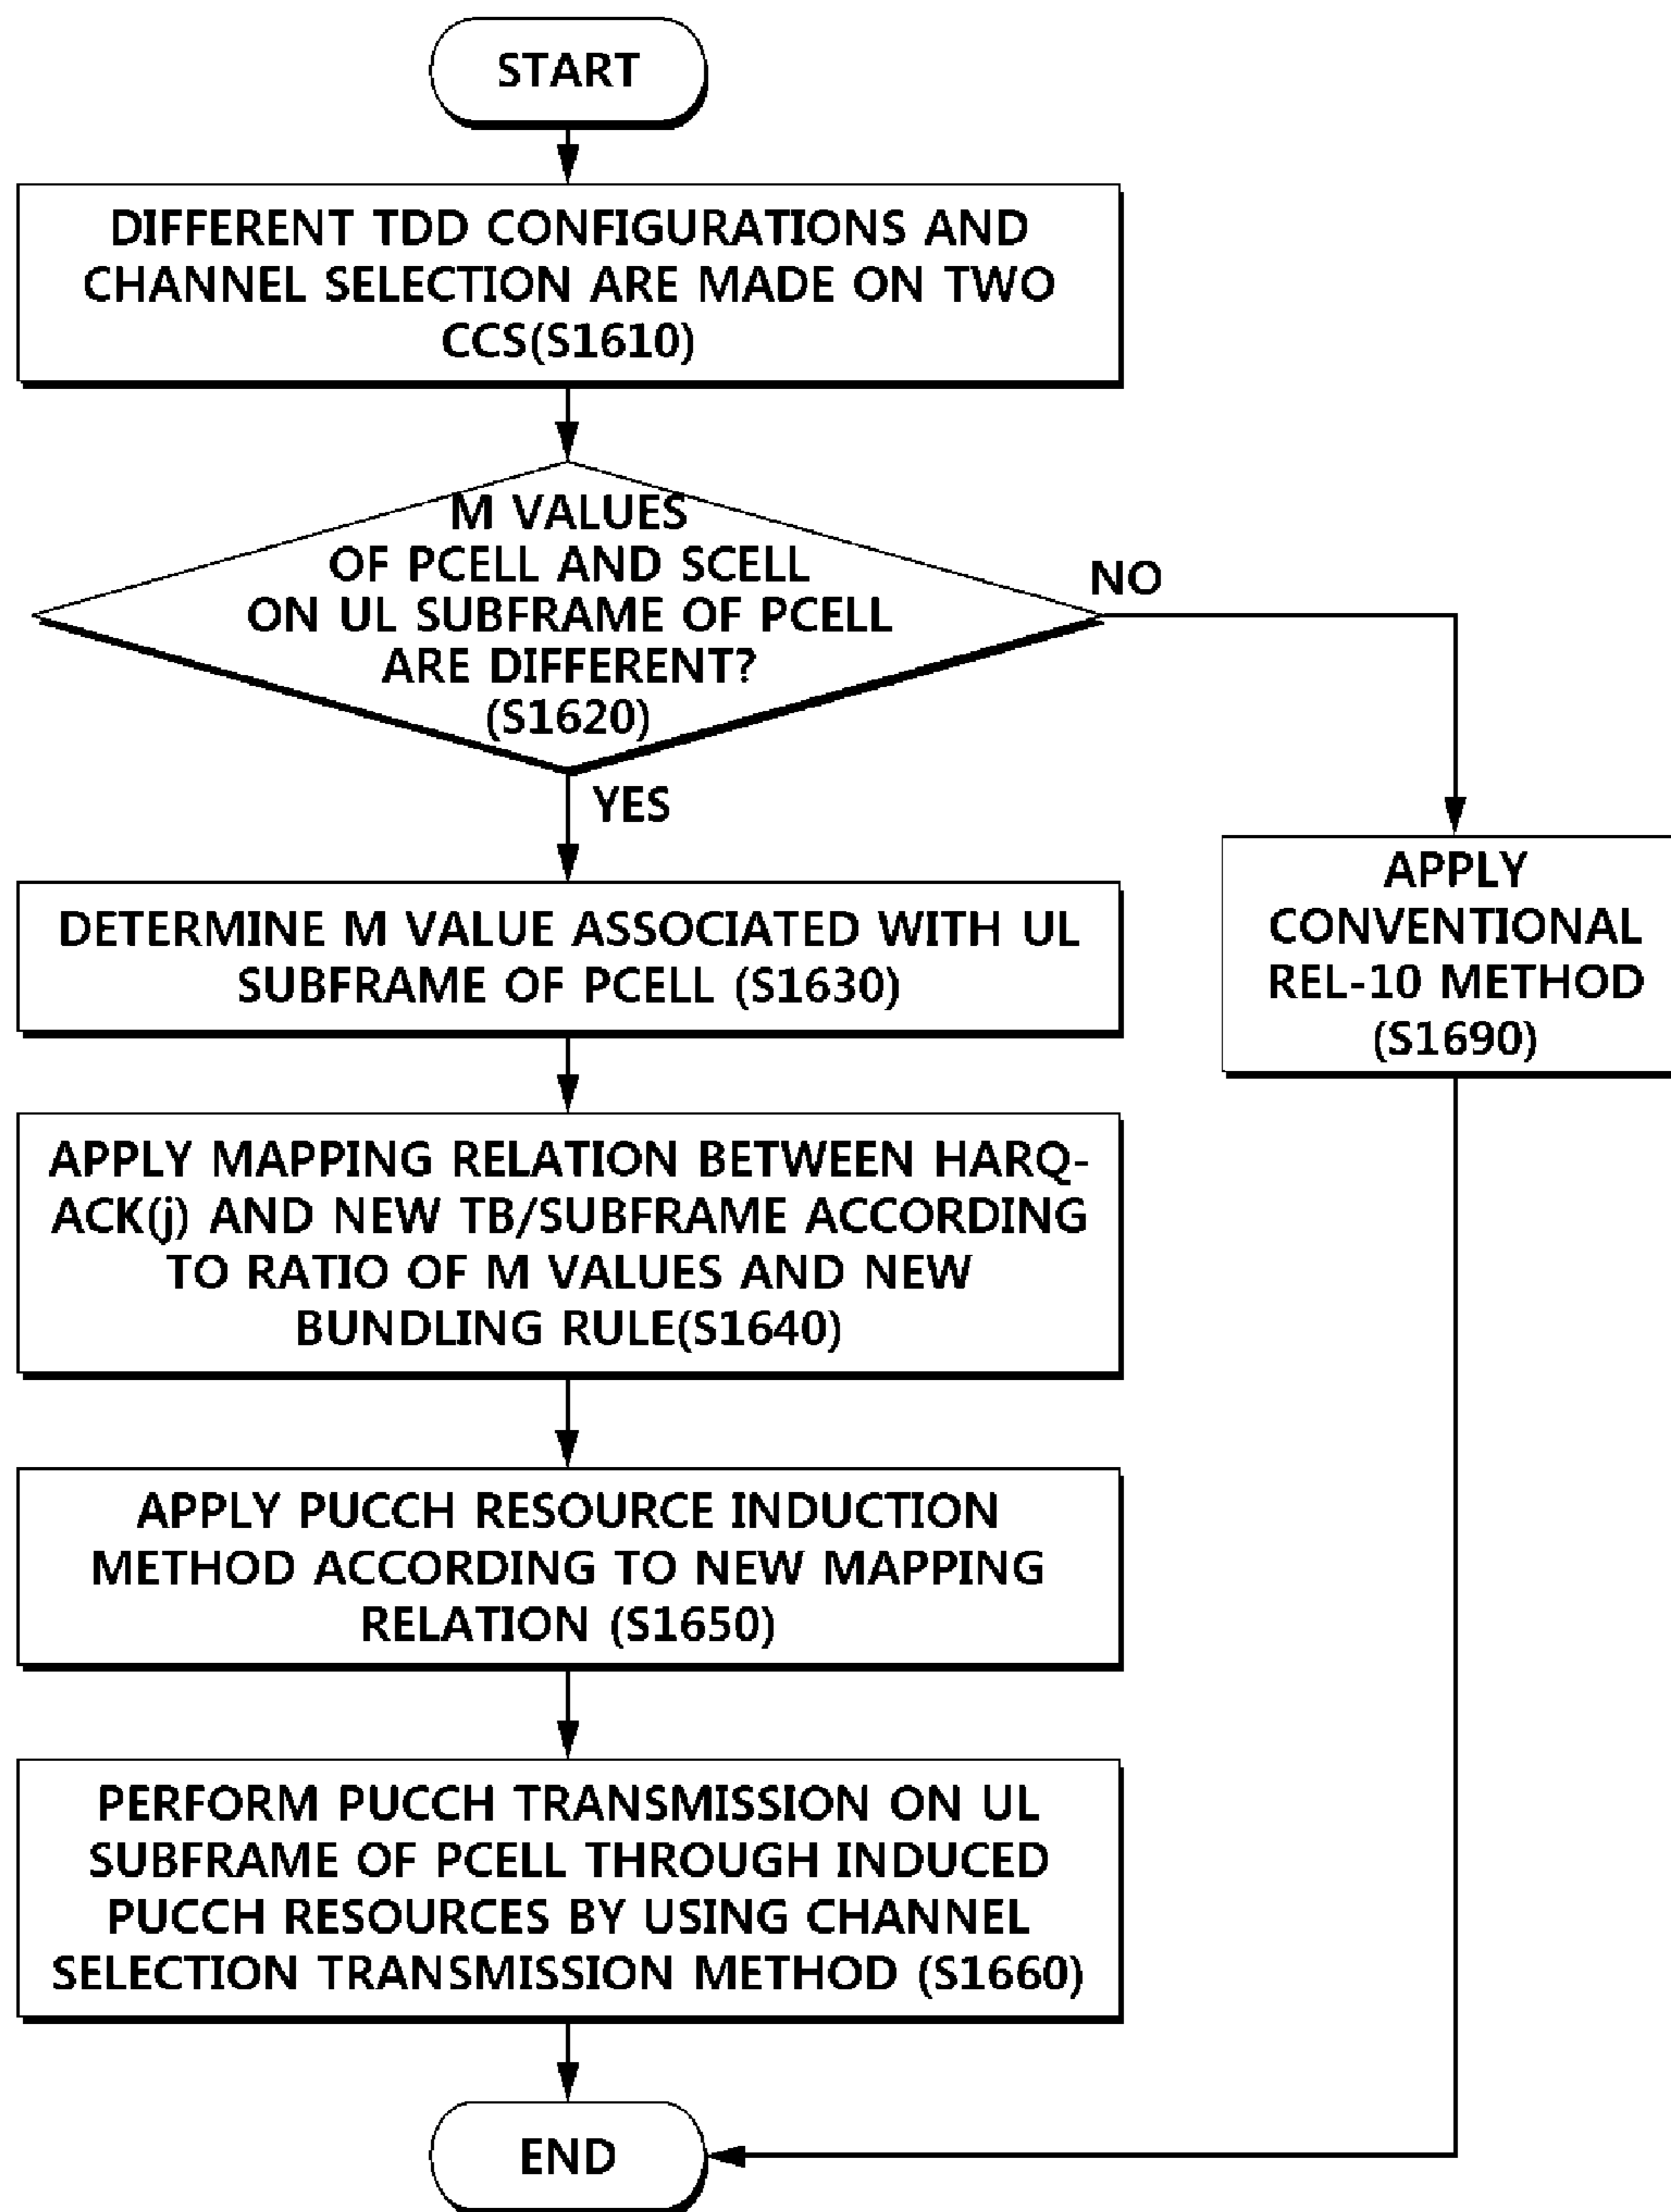 START
DIFFERENT TDD CONFIGURATIONS AND
CHANNEL SELECTION ARE MADE ON TWO
CCS(S1610)
M VALUES
OF PCELL AND SCELL
ON UL SUBFRAME OF PCELL
ARE DIFFERENT?
(S1620)
NO
YES
DETERMINE M VALUE ASSOCIATED WITH UL
SUBFRAME OF PCELL (S1630)
APPLY
CONVENTIONAL
REL-10 METHOD
(S1690)
APPLY MAPPING RELATION BETWEEN HARQ-
ACK(j) AND NEW TB/SUBFRAME ACCORDING
TO RATIO OF M VALUES AND NEW
BUNDLING RULE(S1640)
APPLY PUCCH RESOURCE INDUCTION
METHOD ACCORDING TO NEW MAPPING
RELATION (S1650)
PERFORM PUCCH TRANSMISSION ON UL
SUBFRAME OF PCELL THROUGH INDUCED
PUCCH RESOURCES BY USING CHANNEL
SELECTION TRANSMISSION METHOD (S1660)
END